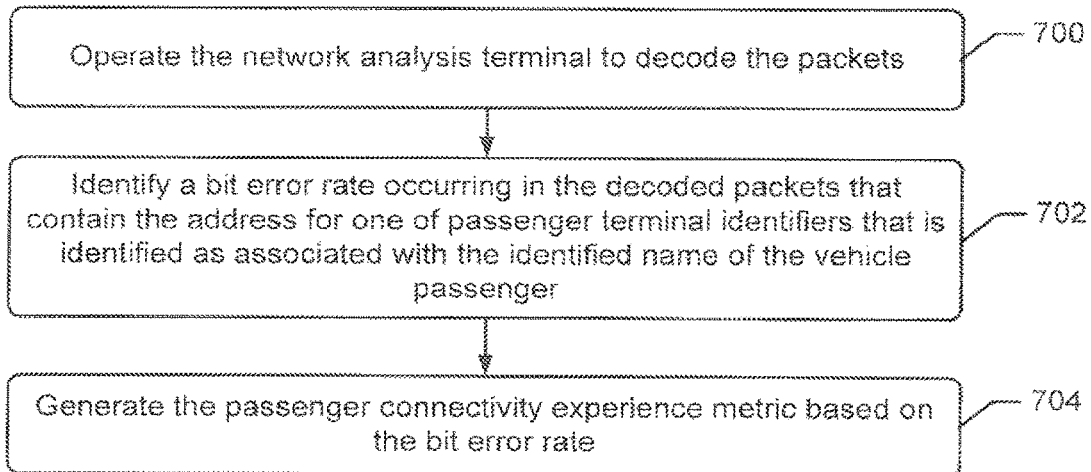 Operate the network analysis terminal to decode the packets
700
Identify a bit error rate occurring in the decoded packets that
contain the address for one of passenger terminal identifiers that is
identified as associated with the identified name of the vehicle
passenger
702
Generate the passenger connectivity experience metric based on
the bit error rate
704